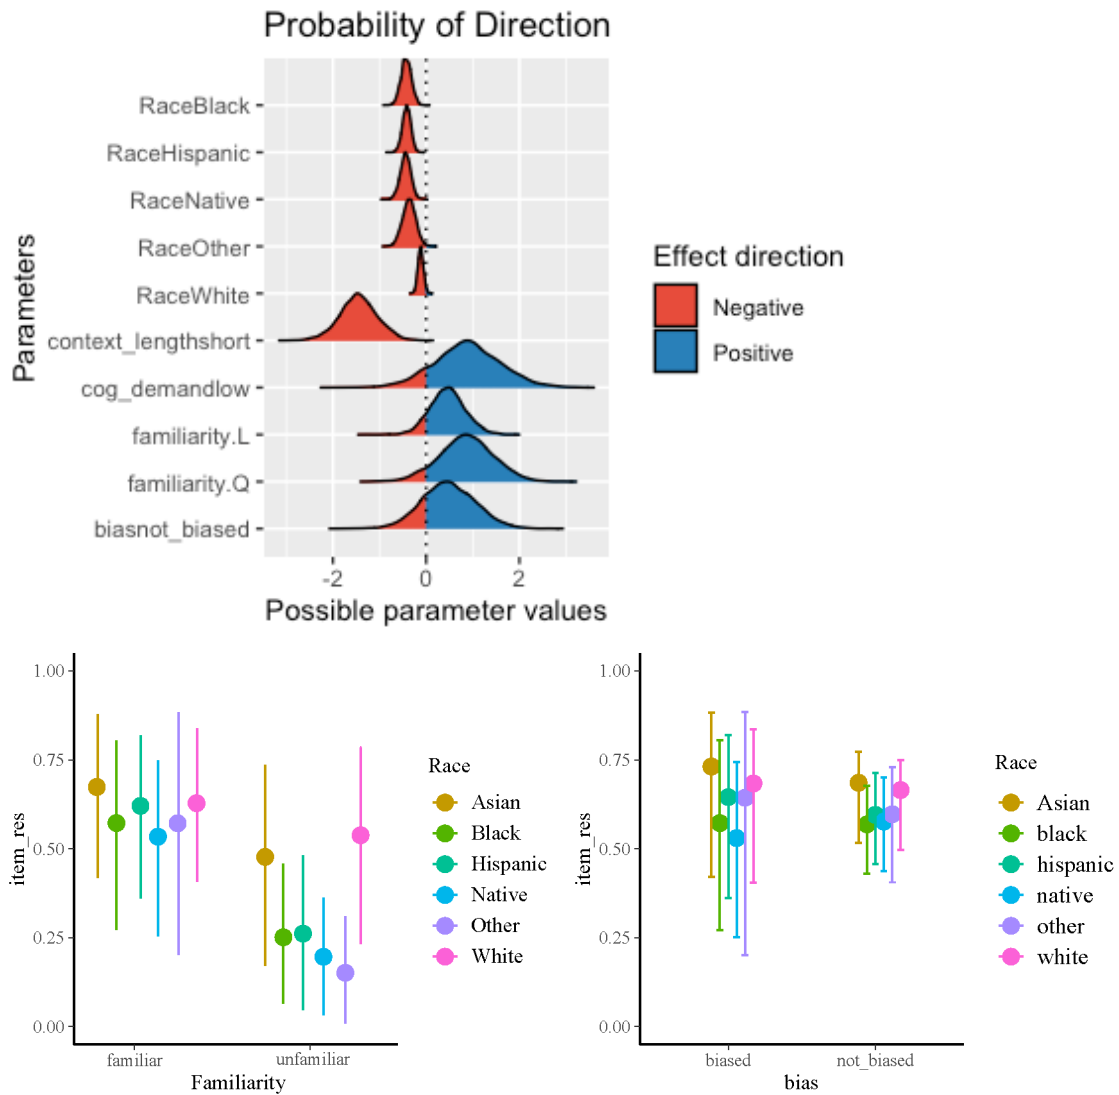 Probability of Direction
Parameters
RaceBlack
RaceHispanic
RaceNative
RaceOther
RaceWhite
context_lengthshort
cog_demandlow
familiarity.L
familiarity.Q
biasnot_biased
-2 0 2
Possible parameter values
Effect direction
Negative
Positive
item_res
1.00
0.75
0.50
0.25
0.00
familiar unfamiliar
Familiarity
Race
Asian
Black
Hispanic
Native
Other
White
item_res
1.00
0.75
0.50
0.25
0.00
biased not_biased
bias
Race
Asian
black
hispanic
native
other
white